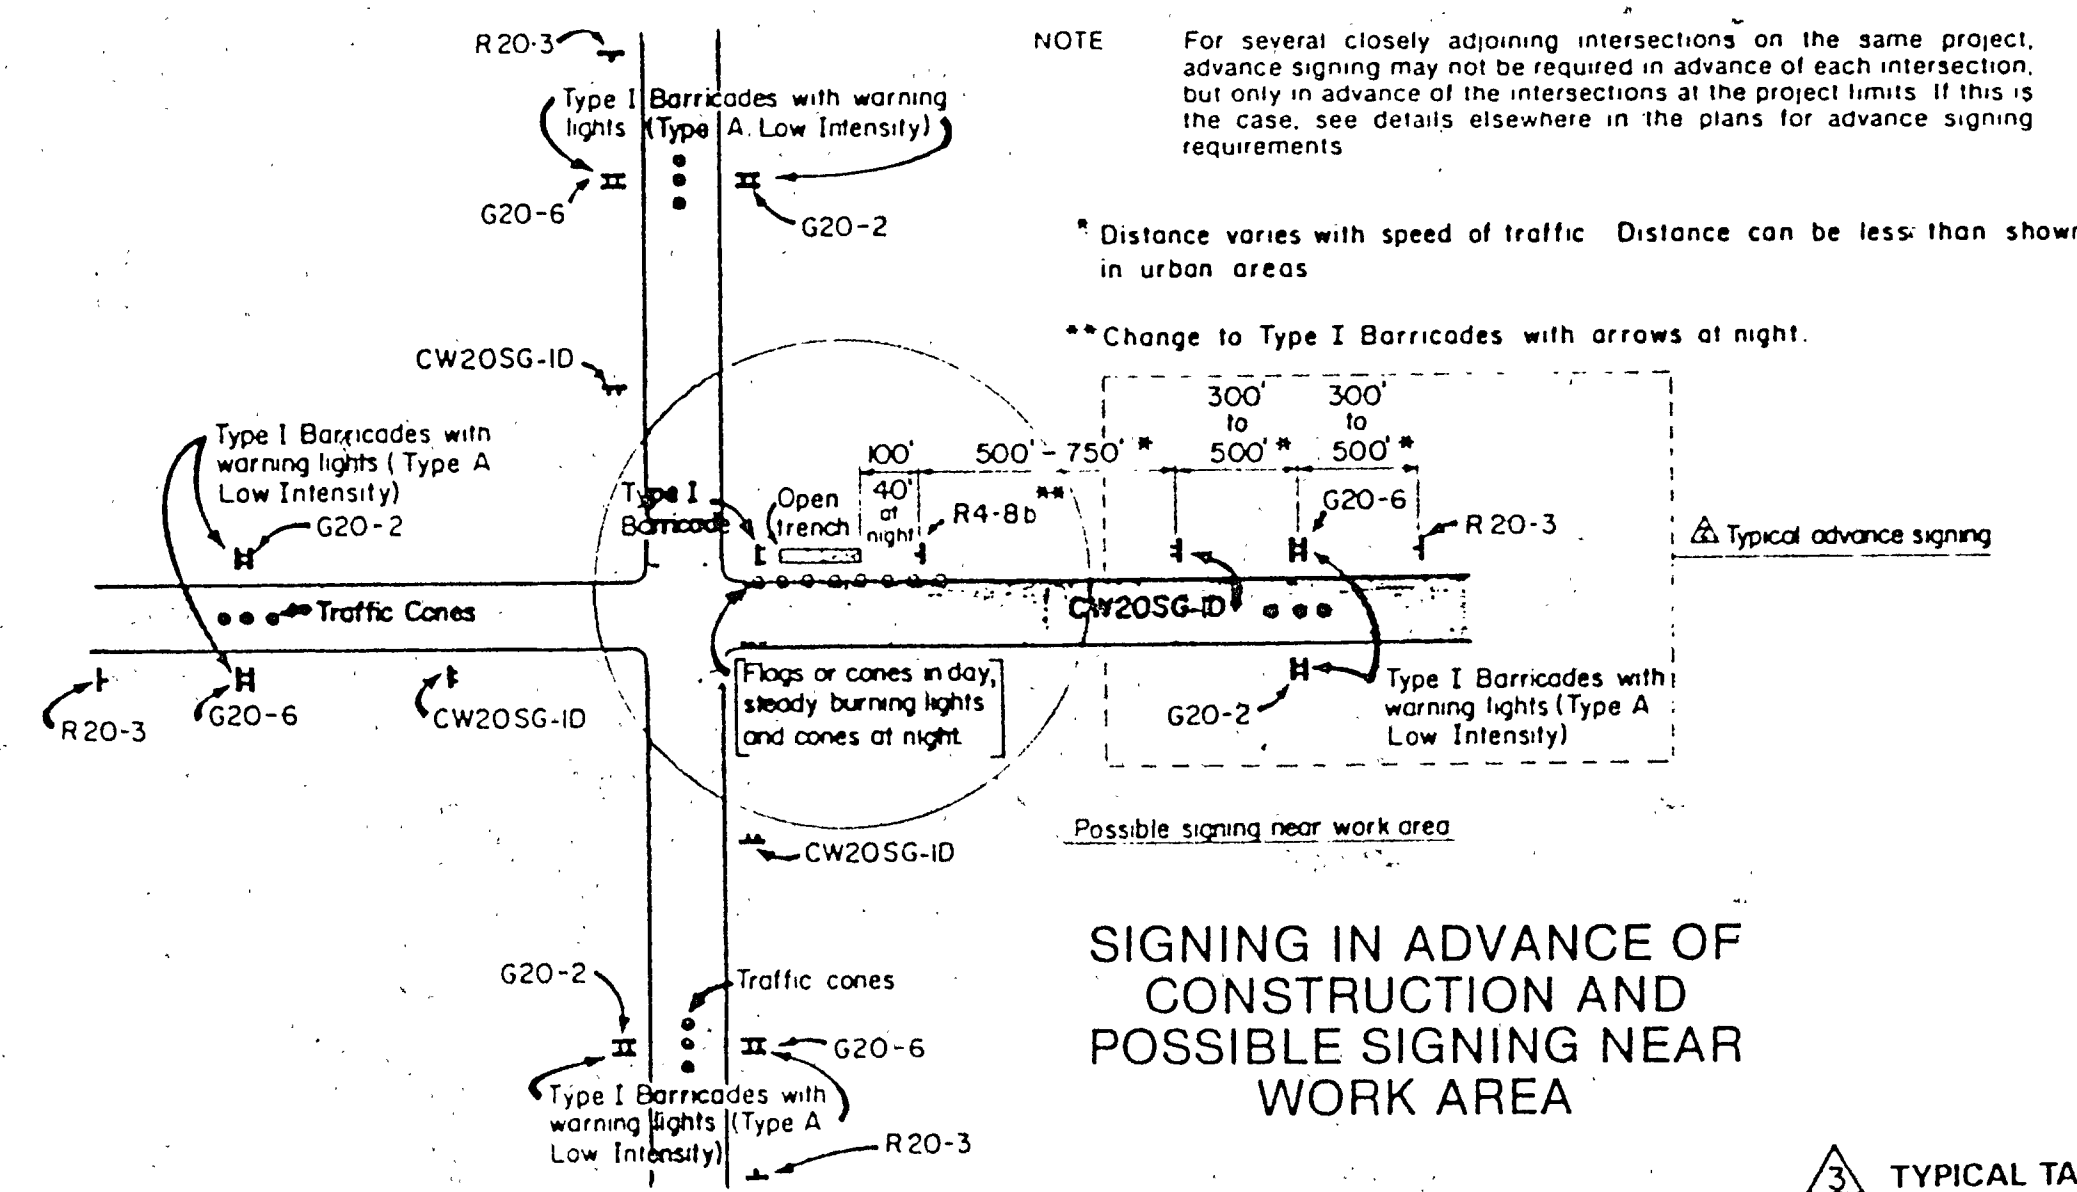 R20-3
Type I Barricades with warning
lights (Type A. Low Intensity)
G20-6
G20-2
NOTE
For several closely adjoining intersections on the same project,
advance signing may not be required in advance of each intersection,
but only in advance of the intersections at the project limits If this is
the case, see details elsewhere in the plans for advance signing
requirements
* Distance varies with speed of traffic Distance can be less than shown
in urban areas
** Change to Type I Barricades with arrows at night.
CW20SG-1D
Type I Barricades with
warning lights (Type A
Low Intensity)
G20-2
Traffic Cones
R20-3
G20-6
CW20SG-1D
Type I
Barricade
Open
trench
100'
40'
at
night
500' - 750' *
R4-8b **
300'
to
500' *
300'
to
500' *
G20-6
R20-3
CW20SG-1D
G20-2
Type I Barricades with
warning lights (Type A
Low Intensity)
2 Typical advance signing
[Flags or cones in day,
steady burning lights
and cones at night.]
Possible signing near work area
CW20SG-1D
G20-2
Traffic cones
G20-6
Type I Barricades with
warning lights (Type A
Low Intensity)
R20-3
SIGNING IN ADVANCE OF
CONSTRUCTION AND
POSSIBLE SIGNING NEAR
WORK AREA
3 TYPICAL TA